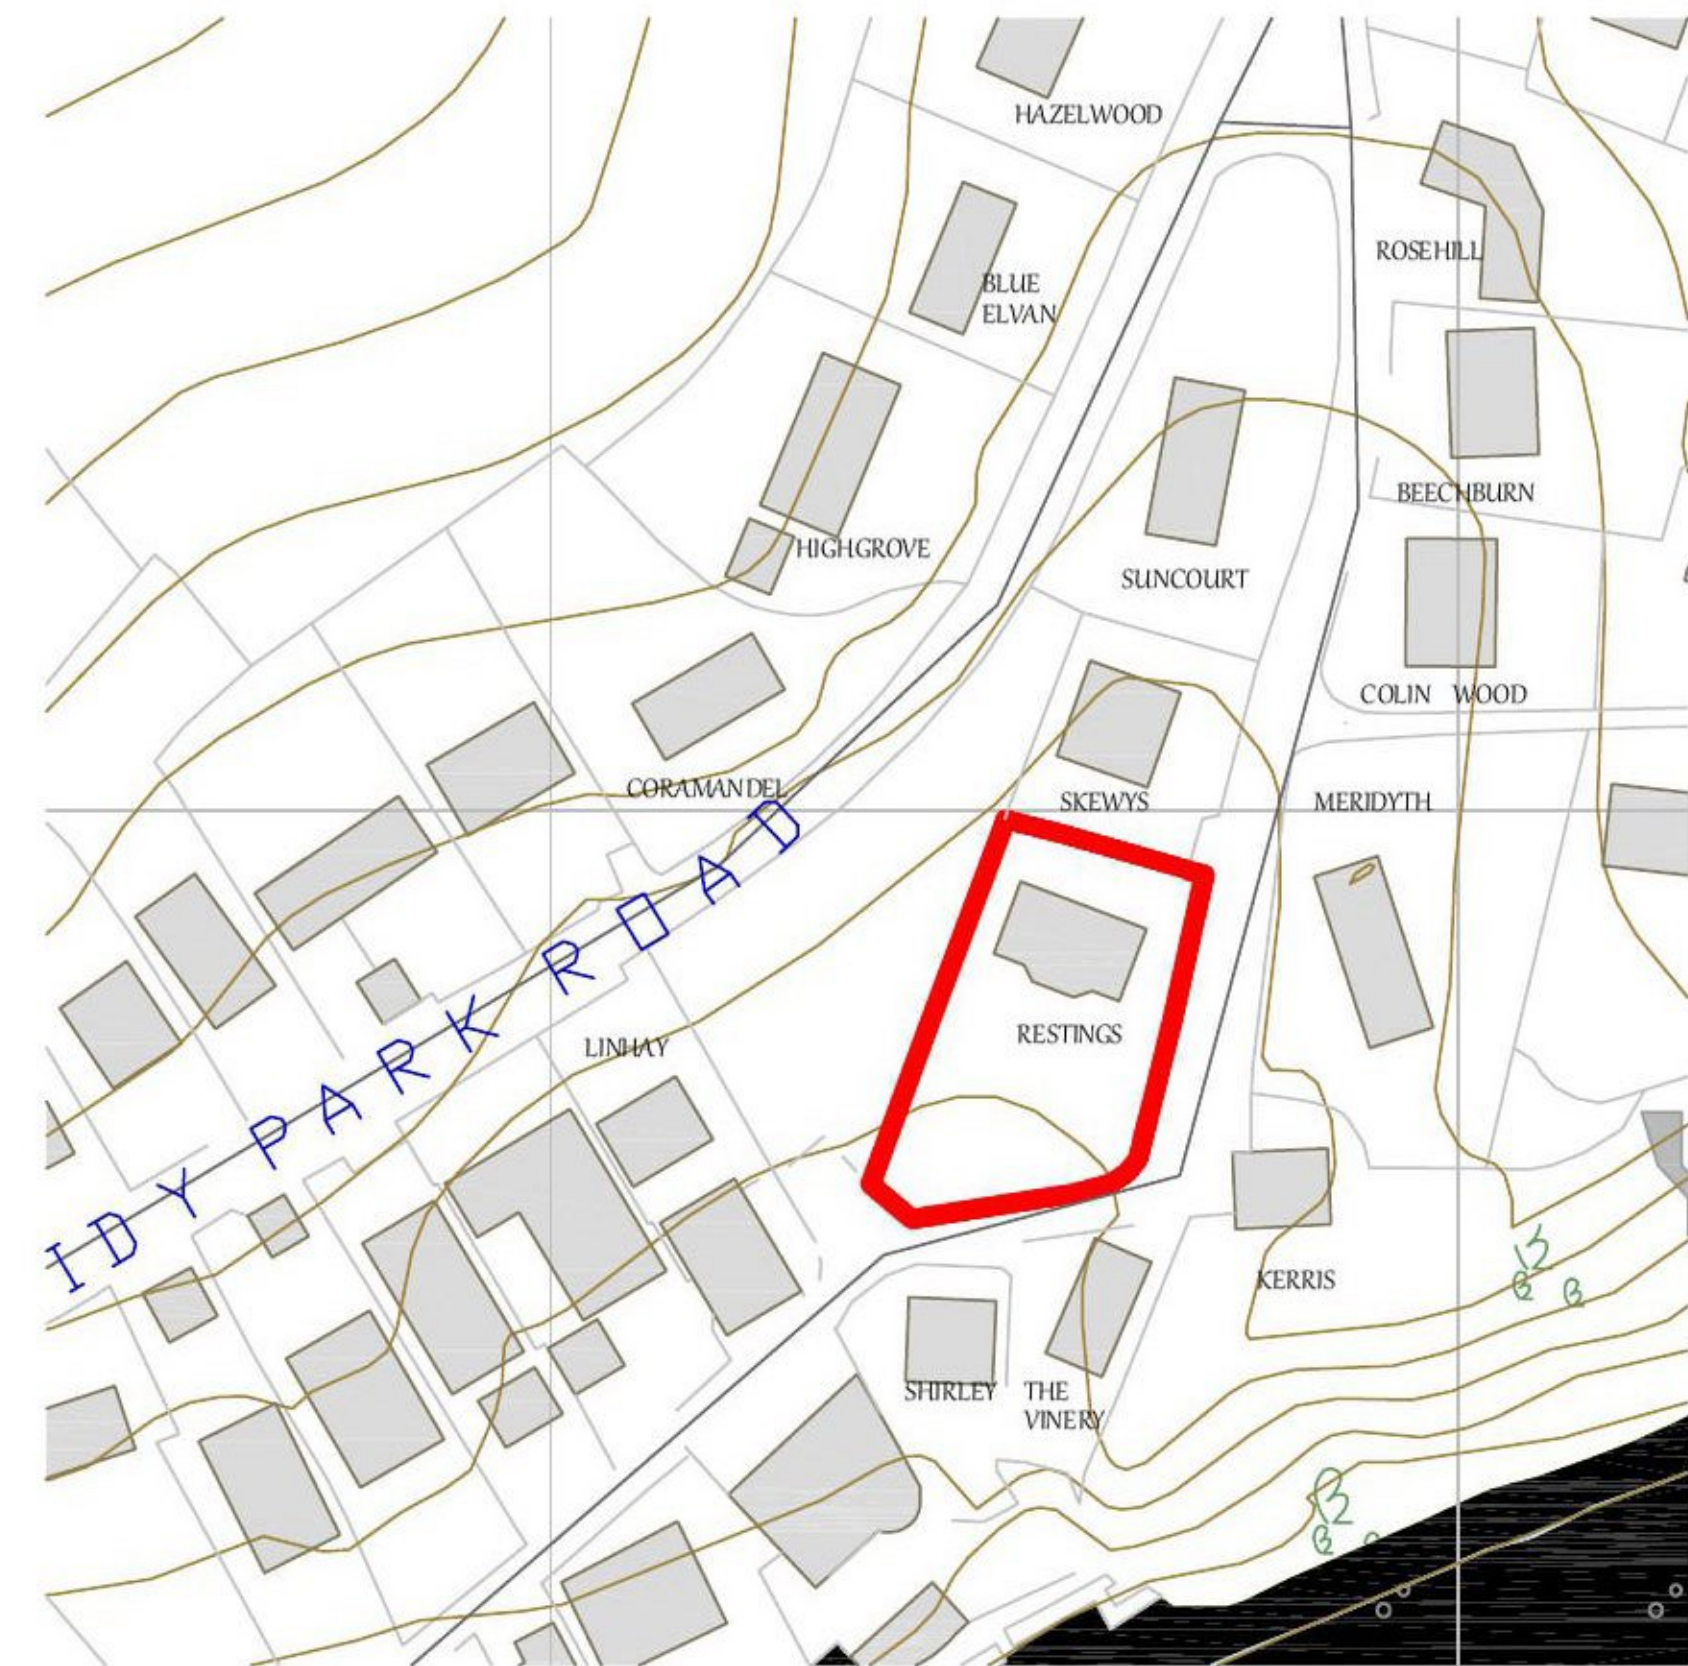 HAZELWOOD
ROSEHILL
BLUE
ELVAN
BEECHBURN
HIGHGROVE
SUNCOURT
COLIN WOOD
CORAMANDEL
SKEWYS
MERIDYTH
IDY PARK ROAD
RESTINGS
LINHAY
KERRIS
SHIRLEY
THE
VINERY